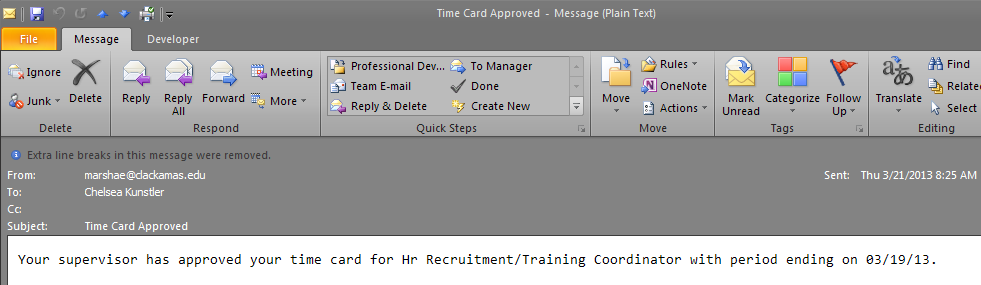 Time Card Approved - Message (Plain Text)
File Message Developer
Ignore
Junk
Delete
Delete
Reply
Reply All
Forward
Meeting
More
Respond
Professional Dev...
To Manager
Team E-mail
Done
Reply & Delete
Create New
Quick Steps
Move
Rules
OneNote
Actions
Move
Mark Unread
Categorize
Follow Up
Tags
Translate
Find
Relate
Select
Editing
Extra line breaks in this message were removed.
From: marshae@clackamas.edu Sent: Thu 3/21/2013 8:25 AM
To: Chelsea Kunstler
Cc:
Subject: Time Card Approved
Your supervisor has approved your time card for Hr Recruitment/Training Coordinator with period ending on 03/19/13.